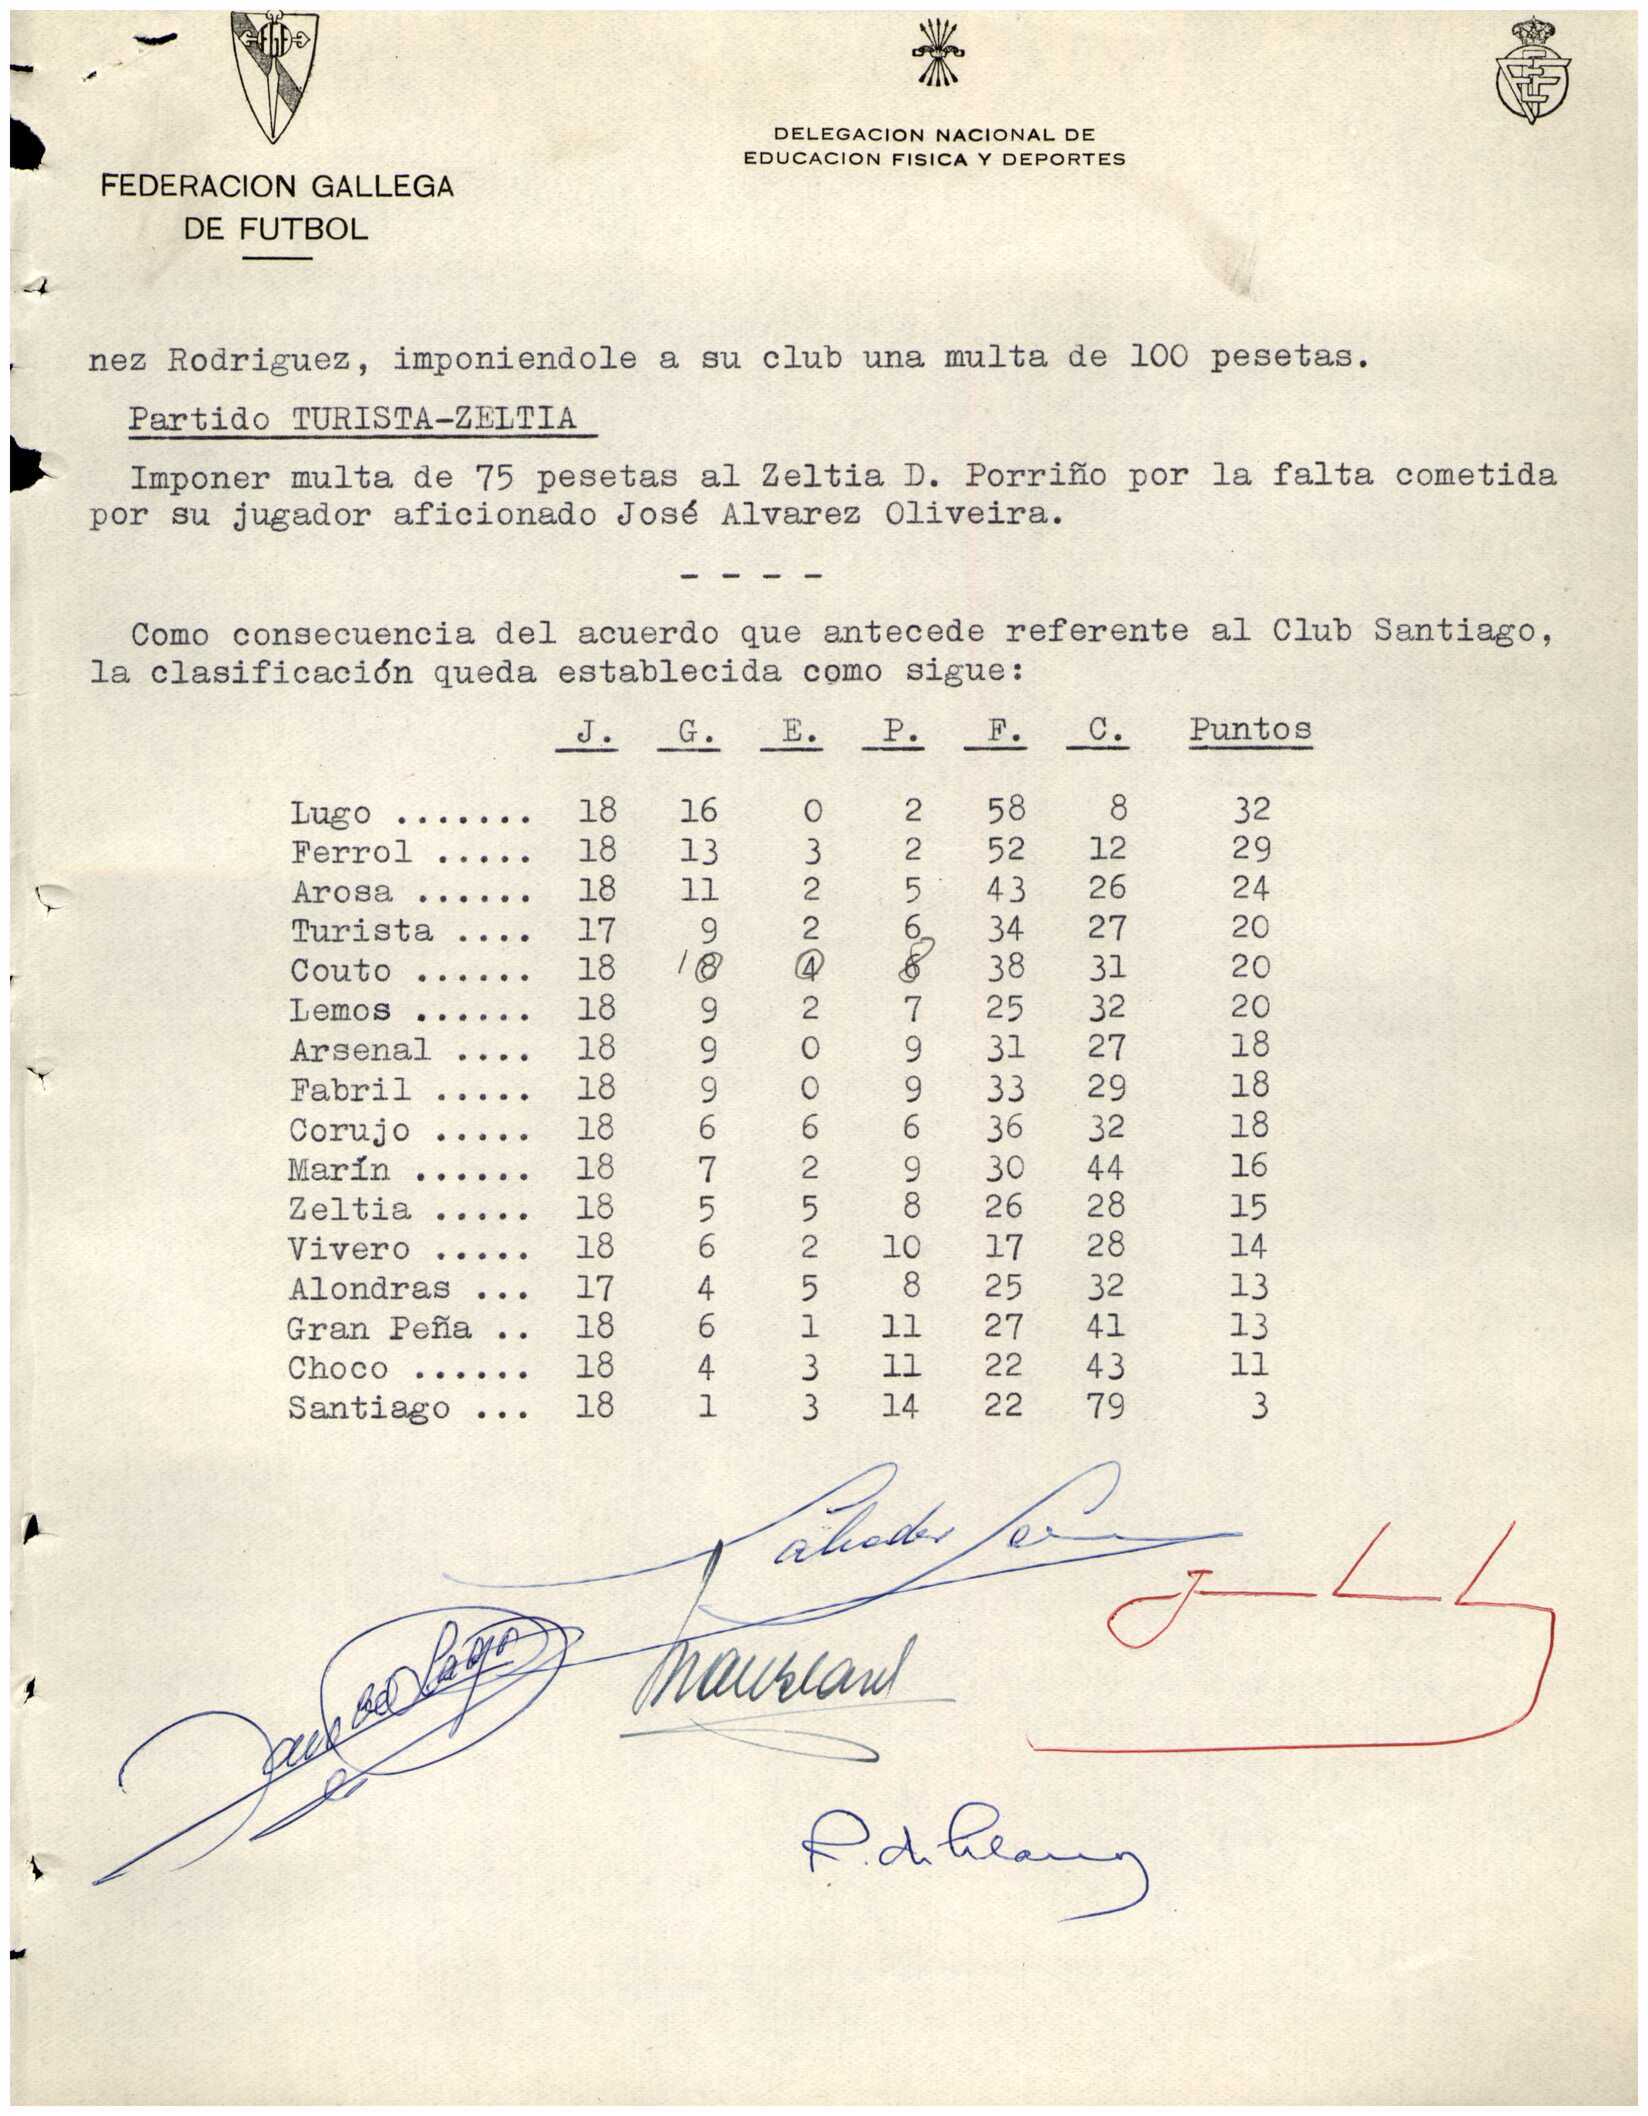 FEDERACION GALLEGA
DE FUTBOL
DELEGACION NACIONAL DE
EDUCACION FISICA Y DEPORTES
nez Rodriguez, imponiendole a su club una multa de 100 pesetas.
Partido TURISTA-ZELTIA
Imponer multa de 75 pesetas al Zeltia D. Porriño por la falta cometida
por su jugador aficionado José Alvarez Oliveira.
- - - -
Como consecuencia del acuerdo que antecede referente al Club Santiago,
la clasificación queda establecida como sigue:
J. G. E. P. F. C. Puntos
Lugo ....... 18 16 0 2 58 8 32
Ferrol ..... 18 13 3 2 52 12 29
Arosa ...... 18 11 2 5 43 26 24
Turista .... 17 9 2 6 34 27 20
Couto ...... 18 8 4 38 31 20
Lemos ...... 18 9 2 7 25 32 20
Arsenal .... 18 9 0 9 31 27 18
Fabril ..... 18 9 0 9 33 29 18
Corujo ..... 18 6 6 6 36 32 18
Marín ...... 18 7 2 9 30 44 16
Zeltia ..... 18 5 5 8 26 28 15
Vivero ..... 18 6 2 10 17 28 14
Alondras ... 17 4 5 8 25 32 13
Gran Peña .. 18 6 1 11 27 41 13
Choco ...... 18 4 3 11 22 43 11
Santiago ... 18 1 3 14 22 79 3